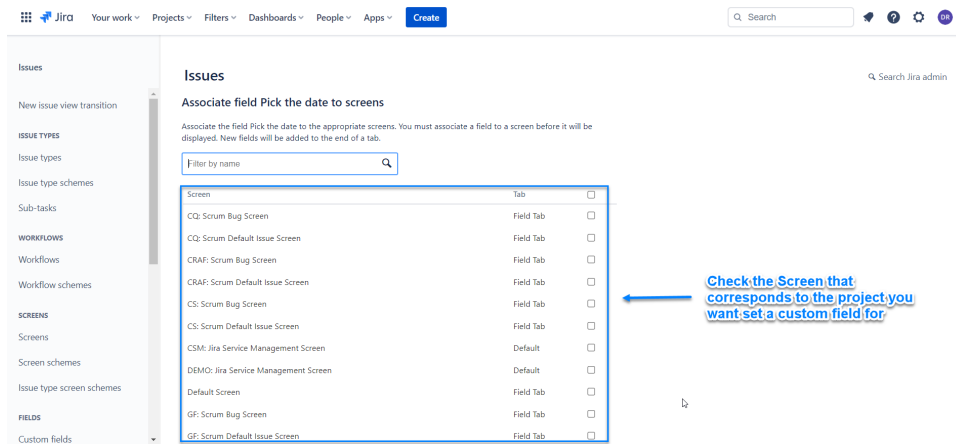 Jira
Your work
Projects
Filters
Dashboards
People
Apps
Create
Search
DR
Issues
New issue view transition
ISSUE TYPES
Issue types
Issue type schemes
Sub-tasks
WORKFLOWS
Workflows
Workflow schemes
SCREENS
Screens
Screen schemes
Issue type screen schemes
FIELDS
Custom fields
Issues
Search Jira admin
Associate field Pick the date to screens
Associate the field Pick the date to the appropriate screens. You must associate a field to a screen before it will be
displayed. New fields will be added to the end of a tab.
Filter by name
Screen Tab
CQ: Scrum Bug Screen Field Tab
CQ: Scrum Default Issue Screen Field Tab
CRAF: Scrum Bug Screen Field Tab
CRAF: Scrum Default Issue Screen Field Tab
CS: Scrum Bug Screen Field Tab
CS: Scrum Default Issue Screen Field Tab
CSM: Jira Service Management Screen Default
DEMO: Jira Service Management Screen Default
Default Screen Field Tab
GF: Scrum Bug Screen Field Tab
GF: Scrum Default Issue Screen Field Tab
Check the Screen that
corresponds to the project you
want set a custom field for